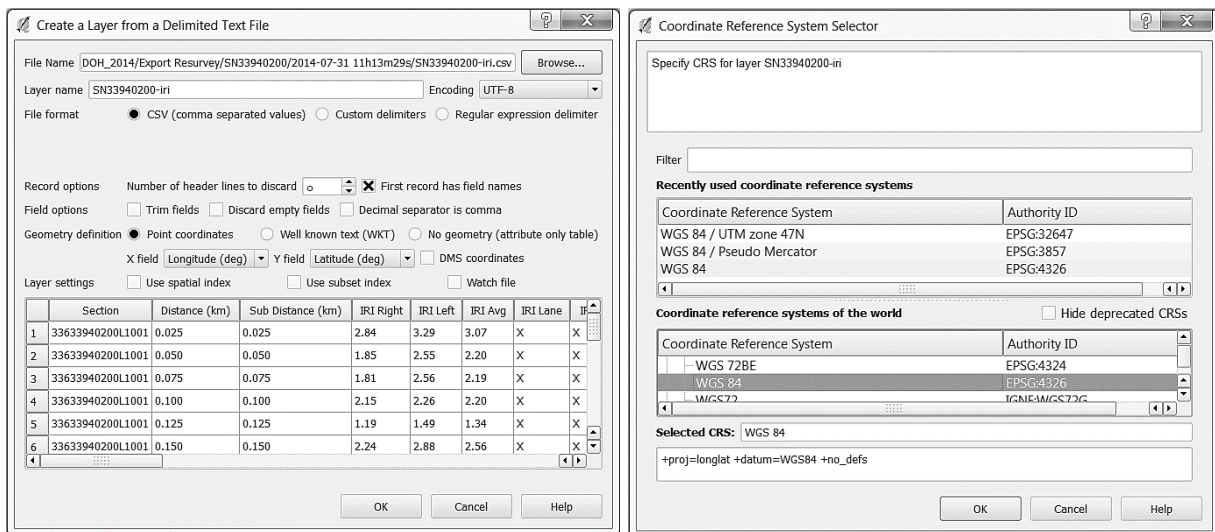 Create a Layer from a Delimited Text File
File Name DOH_2014/Export Resurvey/SN33940200/2014-07-31 11h13m29s/SN33940200-iri.csv Browse...
Layer name SN33940200-iri Encoding UTF-8
File format CSV (comma separated values) Custom delimiters Regular expression delimiter
Record options Number of header lines to discard 0 First record has field names
Field options Trim fields Discard empty fields Decimal separator is comma
Geometry definition Point coordinates Well known text (WKT) No geometry (attribute only table)
X field Longitude (deg) Y field Latitude (deg) DMS coordinates
Layer settings Use spatial index Use subset index Watch file
Section Distance (km) Sub Distance (km) IRI Right IRI Left IRI Avg IRI Lane
1 33633940200L1001 0.025 0.025 2.84 3.29 3.07 X X
2 33633940200L1001 0.050 0.050 1.85 2.55 2.20 X X
3 33633940200L1001 0.075 0.075 1.81 2.56 2.19 X X
4 33633940200L1001 0.100 0.100 2.15 2.26 2.20 X X
5 33633940200L1001 0.125 0.125 1.19 1.49 1.34 X X
6 33633940200L1001 0.150 0.150 2.24 2.88 2.56 X X
OK Cancel Help
Coordinate Reference System Selector
Specify CRS for layer SN33940200-iri
Filter
Recently used coordinate reference systems
Coordinate Reference System Authority ID
WGS 84 / UTM zone 47N EPSG:32647
WGS 84 / Pseudo Mercator EPSG:3857
WGS 84 EPSG:4326
Coordinate reference systems of the world Hide deprecated CRSs
Coordinate Reference System Authority ID
WGS 72BE EPSG:4324
WGS 84 EPSG:4326
WGS72 IGNF:WGS72G
Selected CRS: WGS 84
+proj=longlat +datum=WGS84 +no_defs
OK Cancel Help